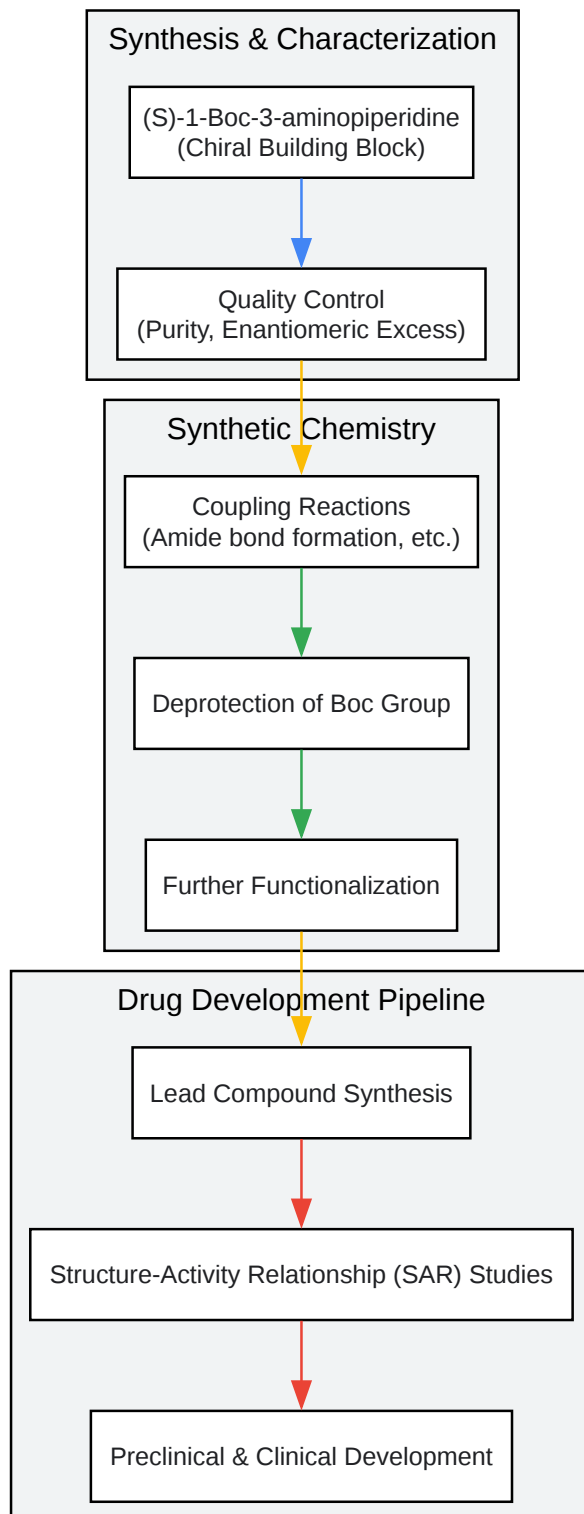 Synthesis & Characterization
(S)-1-Boc-3-aminopiperidine
(Chiral Building Block)
Quality Control
(Purity, Enantiomeric Excess)
Synthetic Chemistry
Coupling Reactions
(Amide bond formation, etc.)
Deprotection of Boc Group
Further Functionalization
Drug Development Pipeline
Lead Compound Synthesis
Structure-Activity Relationship (SAR) Studies
Preclinical & Clinical Development